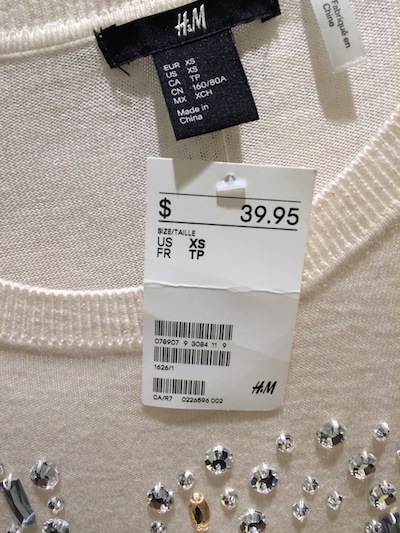 H&M
EUR XS
US XS
CA TP
CN 160/80A
MX XCH
Made in
China
Fabriqué en
Chine
$ 39.95
SIZE/TAILLE
US XS
FR TP
078907 9 3084 11 9
1626/1
H&M
CA/R7 0226596 002